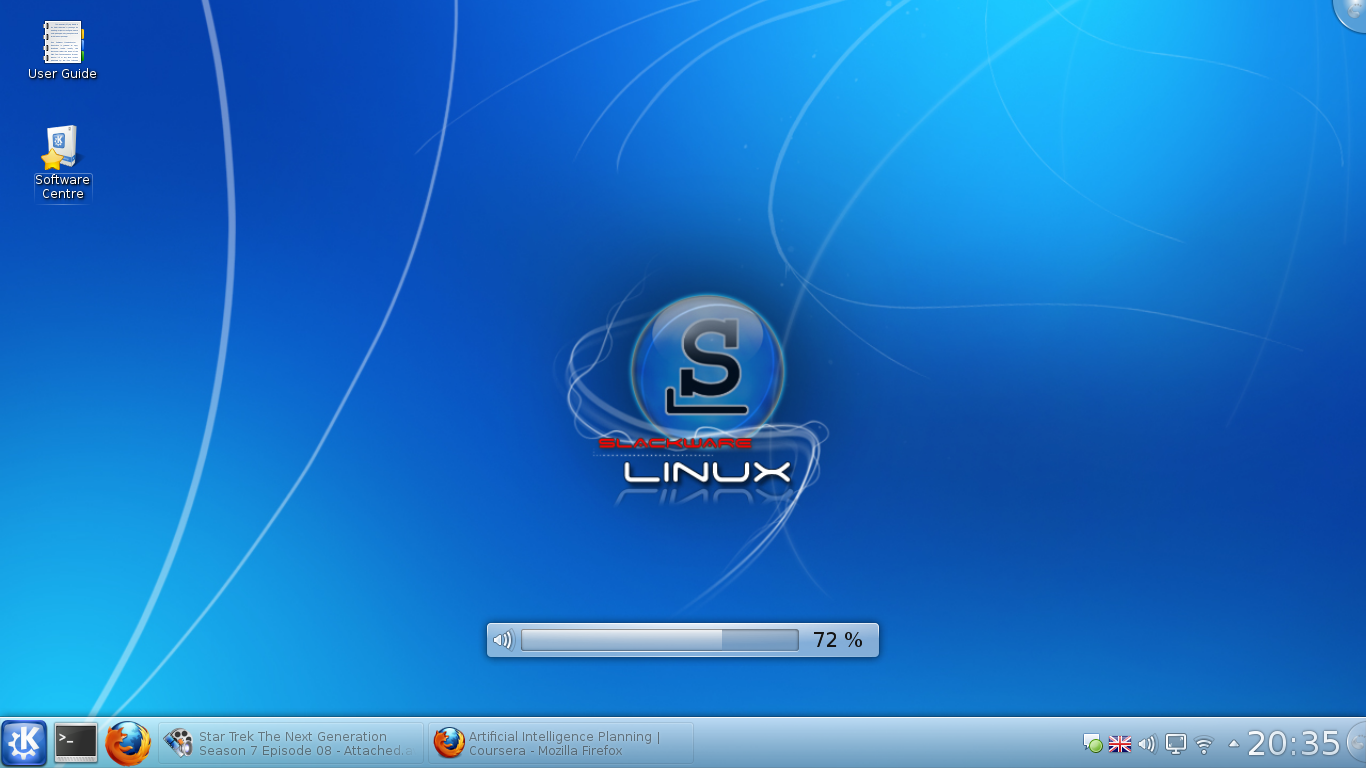 User Guide
Software
Centre
S
SLACKWARE
LINUX
72 %
>_
K
Star Trek The Next Generation
Season 7 Episode 08 - Attached.a
Artificial Intelligence Planning |
Coursera - Mozilla Firefox
20:35